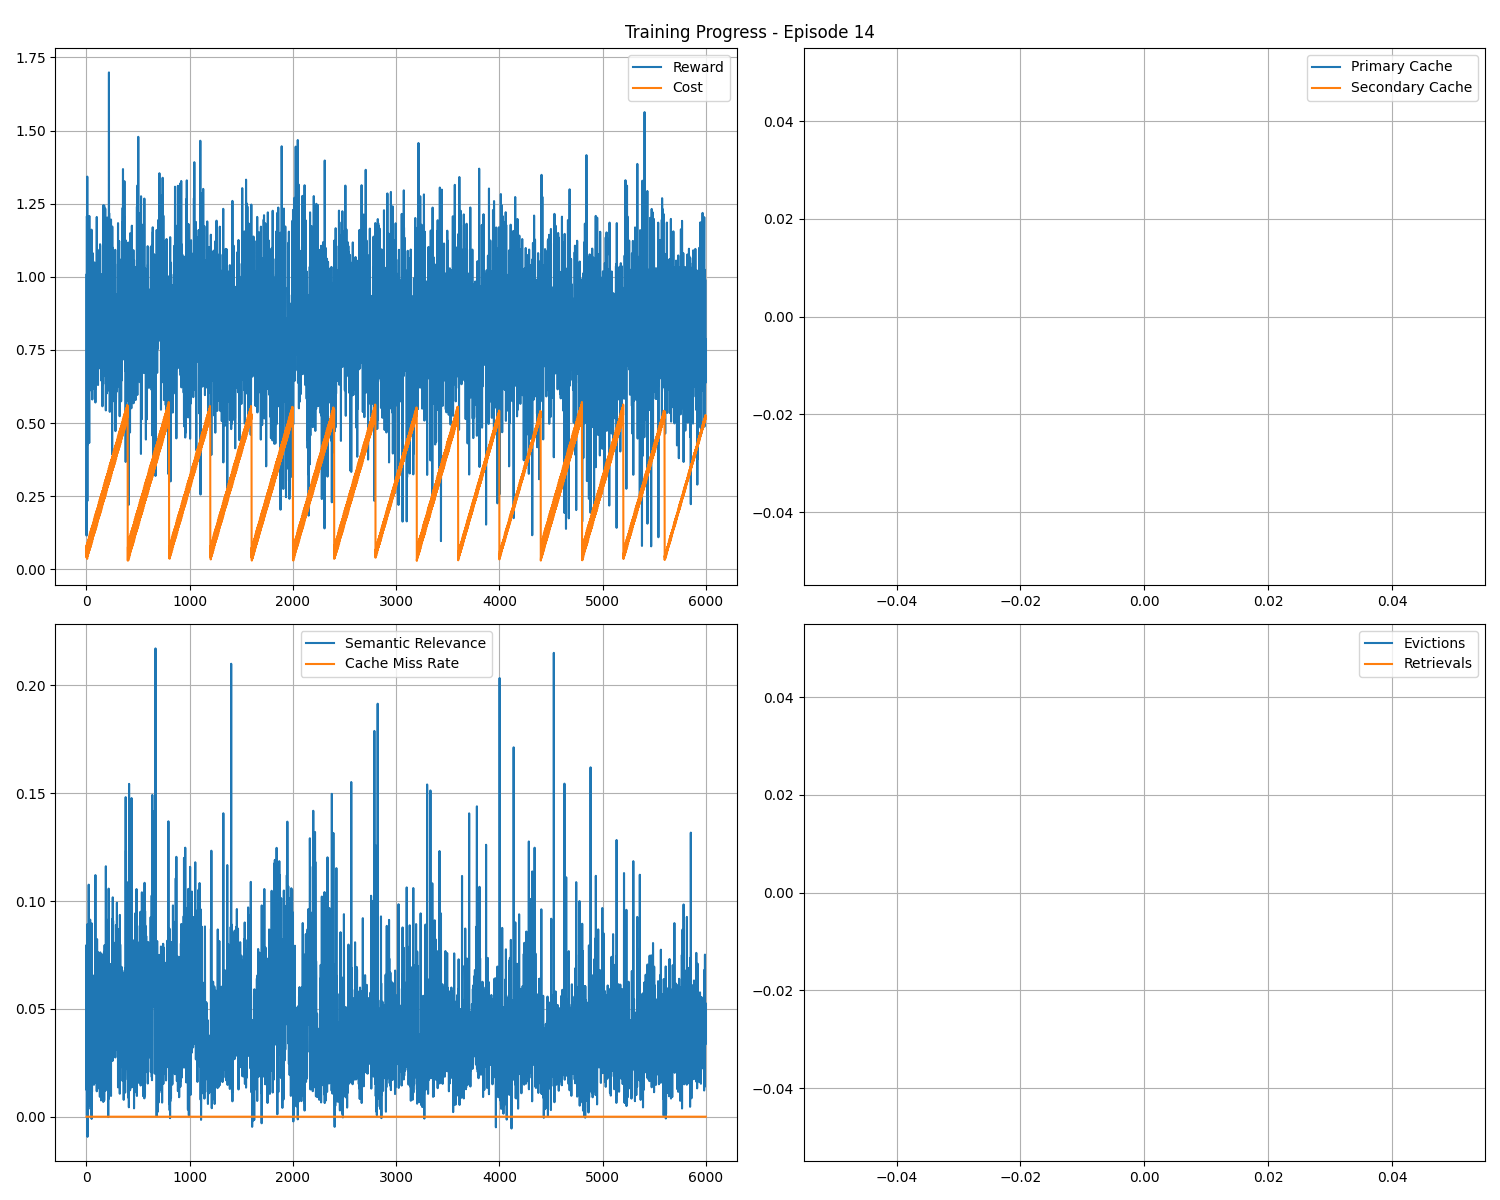 Training Progress - Episode 14
1.75
1.50
1.25
1.00
0.75
0.50
0.25
0.00
Reward
Cost
0 1000 2000 3000 4000 5000 6000
0.04
0.02
0.00
−0.02
−0.04
Primary Cache
Secondary Cache
−0.04 −0.02 0.00 0.02 0.04
0.20
0.15
0.10
0.05
0.00
Semantic Relevance
Cache Miss Rate
0 1000 2000 3000 4000 5000 6000
0.04
0.02
0.00
−0.02
−0.04
Evictions
Retrievals
−0.04 −0.02 0.00 0.02 0.04